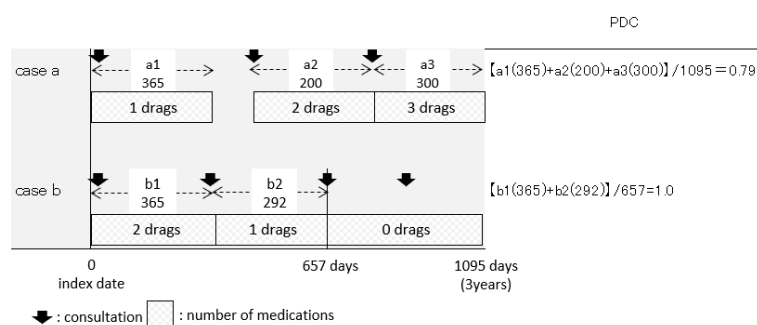 PDC
case a
a1
365
a2
200
a3
300
【a1(365)+a2(200)+a3(300)】/1095＝0.79
1 drags
2 drags
3 drags
case b
b1
365
b2
292
【b1(365)+b2(292)】/657=1.0
2 drags
1 drags
0 drags
0
index date
657 days
1095 days
(3years)
: consultation
: number of medications